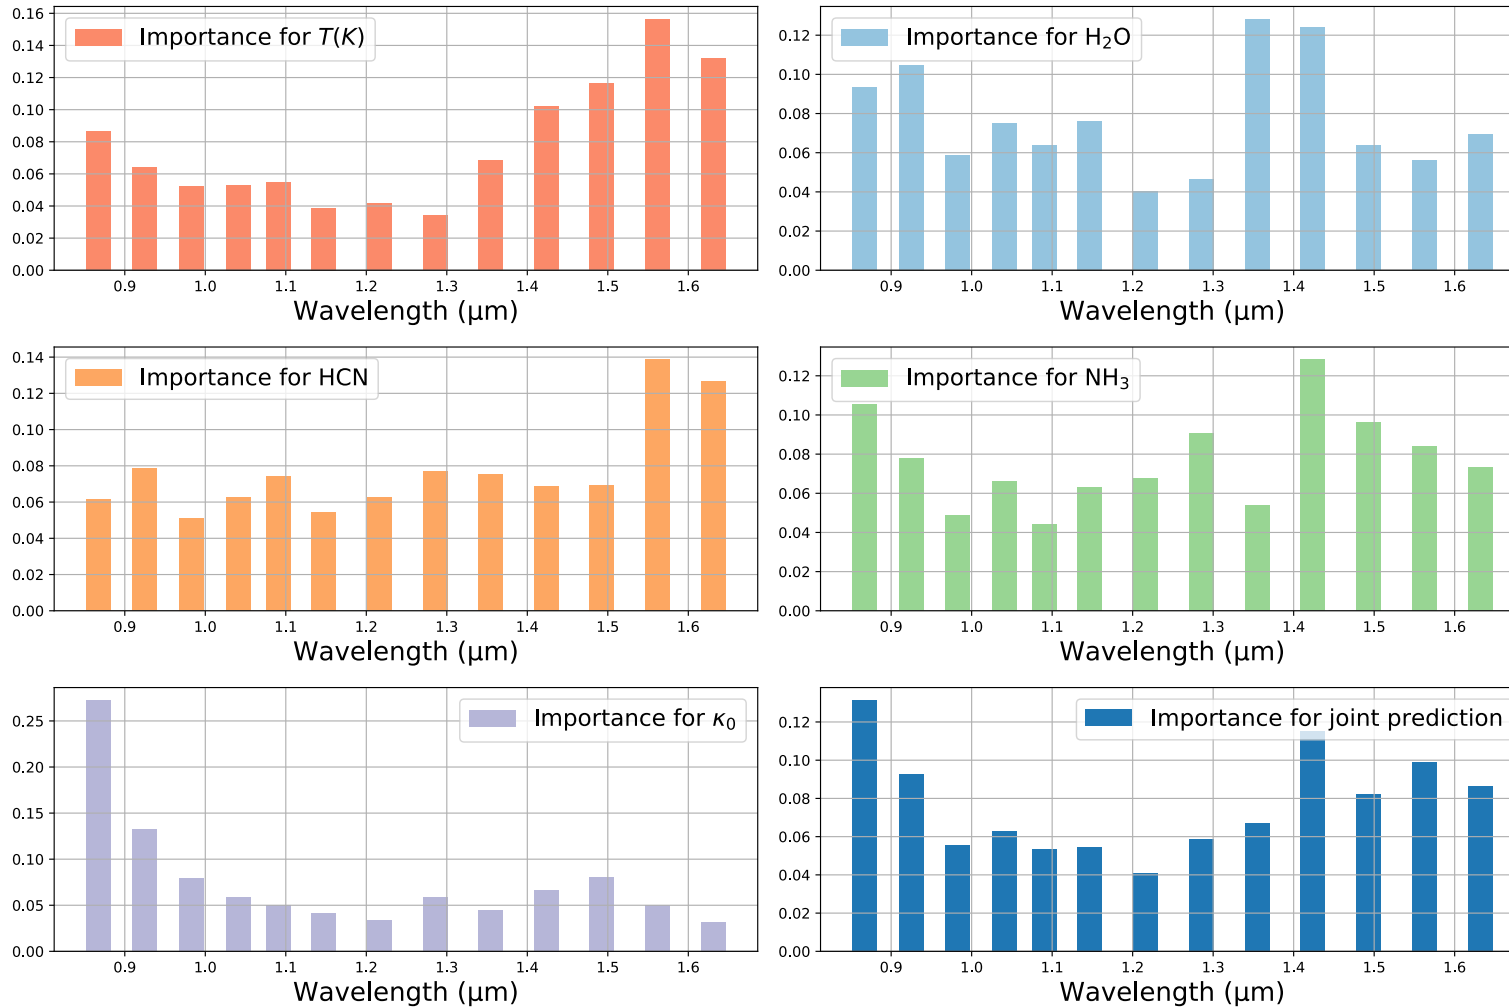 Importance for T(K)
0.16
0.14
0.12
0.10
0.08
0.06
0.04
0.02
0.00
0.9 1.0 1.1 1.2 1.3 1.4 1.5 1.6
Wavelength (μm)
Importance for H₂O
0.12
0.10
0.08
0.06
0.04
0.02
0.00
0.9 1.0 1.1 1.2 1.3 1.4 1.5 1.6
Wavelength (μm)
Importance for HCN
0.14
0.12
0.10
0.08
0.06
0.04
0.02
0.00
0.9 1.0 1.1 1.2 1.3 1.4 1.5 1.6
Wavelength (μm)
Importance for NH₃
0.12
0.10
0.08
0.06
0.04
0.02
0.00
0.9 1.0 1.1 1.2 1.3 1.4 1.5 1.6
Wavelength (μm)
Importance for κ₀
0.25
0.20
0.15
0.10
0.05
0.00
0.9 1.0 1.1 1.2 1.3 1.4 1.5 1.6
Wavelength (μm)
Importance for joint prediction
0.12
0.10
0.08
0.06
0.04
0.02
0.00
0.9 1.0 1.1 1.2 1.3 1.4 1.5 1.6
Wavelength (μm)